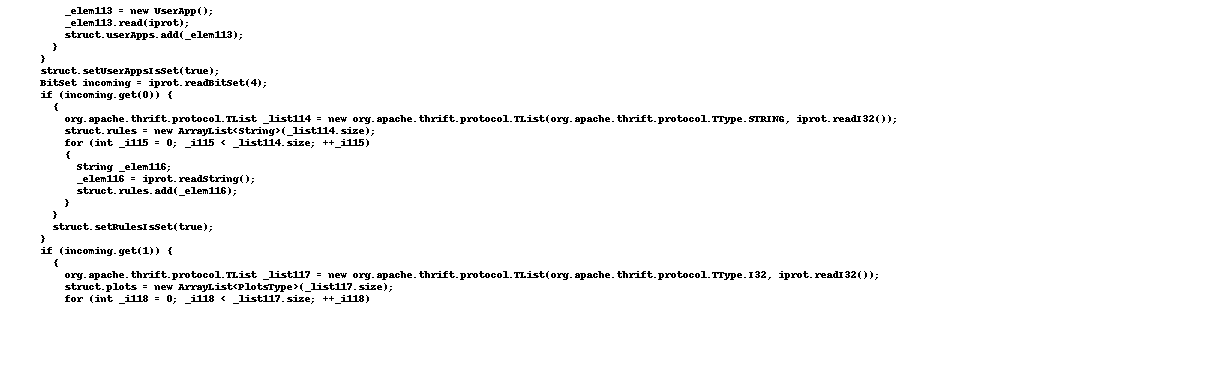 _elem113 = new UserApp();
_elem113.read(iprot);
struct.userApps.add(_elem113);
}
}
struct.setUserAppsIsSet(true);
BitSet incoming = iprot.readBitSet(4);
if (incoming.get(0)) {
{
org.apache.thrift.protocol.TList _list114 = new org.apache.thrift.protocol.TList(org.apache.thrift.protocol.TType.STRING, iprot.readI32());
struct.rules = new ArrayList<String>(_list114.size);
for (int _i115 = 0; _i115 < _list114.size; ++_i115)
{
String _elem116;
_elem116 = iprot.readString();
struct.rules.add(_elem116);
}
}
struct.setRulesIsSet(true);
}
if (incoming.get(1)) {
{
org.apache.thrift.protocol.TList _list117 = new org.apache.thrift.protocol.TList(org.apache.thrift.protocol.TType.I32, iprot.readI32());
struct.plots = new ArrayList<PlotsType>(_list117.size);
for (int _i118 = 0; _i118 < _list117.size; ++_i118)